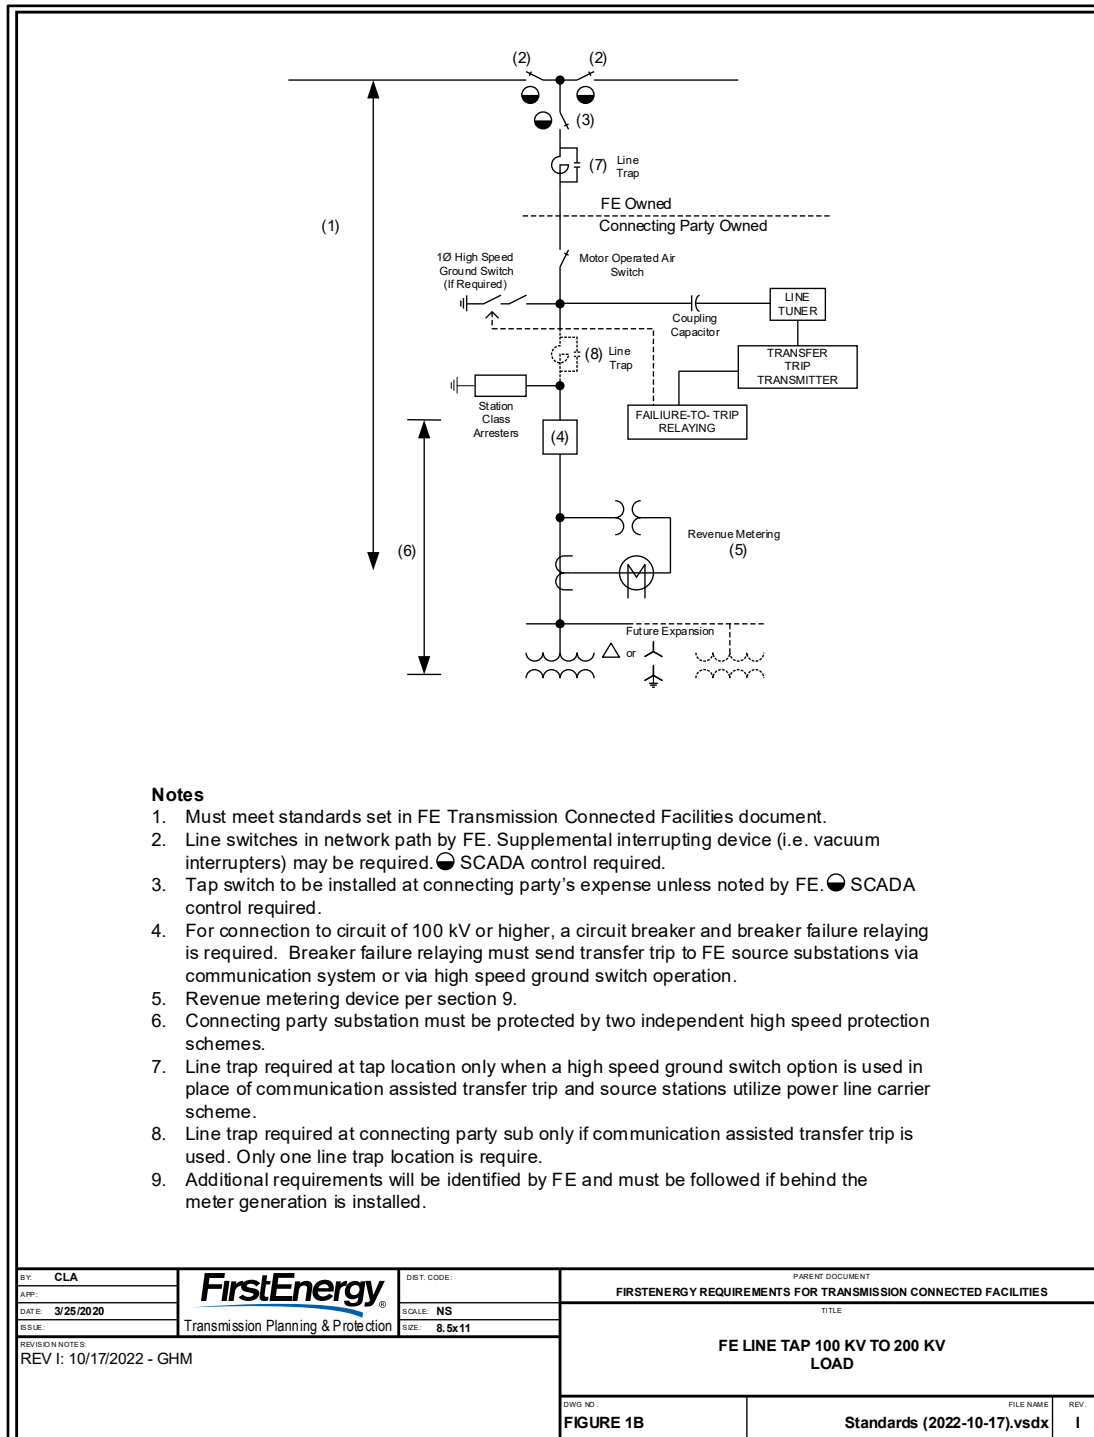 (2) (2)
(3)
(7) Line
Trap
FE Owned
(1)
Connecting Party Owned
1Ø High Speed
Ground Switch
(If Required)
Motor Operated Air
Switch
LINE
TUNER
Coupling
Capacitor
(8) Line
Trap
TRANSFER
TRIP
TRANSMITTER
Station
Class
Arresters
FAILIURE-TO- TRIP
RELAYING
(4)
Revenue Metering
(5)
(6)
M
Future Expansion
or
Notes
1. Must meet standards set in FE Transmission Connected Facilities document.
2. Line switches in network path by FE. Supplemental interrupting device (i.e. vacuum
interrupters) may be required. SCADA control required.
3. Tap switch to be installed at connecting party's expense unless noted by FE. SCADA
control required.
4. For connection to circuit of 100 kV or higher, a circuit breaker and breaker failure relaying
is required. Breaker failure relaying must send transfer trip to FE source substations via
communication system or via high speed ground switch operation.
5. Revenue metering device per section 9.
6. Connecting party substation must be protected by two independent high speed protection
schemes.
7. Line trap required at tap location only when a high speed ground switch option is used in
place of communication assisted transfer trip and source stations utilize power line carrier
scheme.
8. Line trap required at connecting party sub only if communication assisted transfer trip is
used. Only one line trap location is require.
9. Additional requirements will be identified by FE and must be followed if behind the
meter generation is installed.
BY: CLA
APP:
DATE: 3/25/2020
ISSUE:
FirstEnergy®
Transmission Planning & Protection
DIST. CODE:
SCALE: NS
SIZE: 8.5x11
REVISION NOTES:
REV I: 10/17/2022 - GHM
PARENT DOCUMENT
FIRSTENERGY REQUIREMENTS FOR TRANSMISSION CONNECTED FACILITIES
TITLE
FE LINE TAP 100 KV TO 200 KV
LOAD
DWG NO.
FIGURE 1B
FILE NAME
Standards (2022-10-17).vsdx
REV.
I